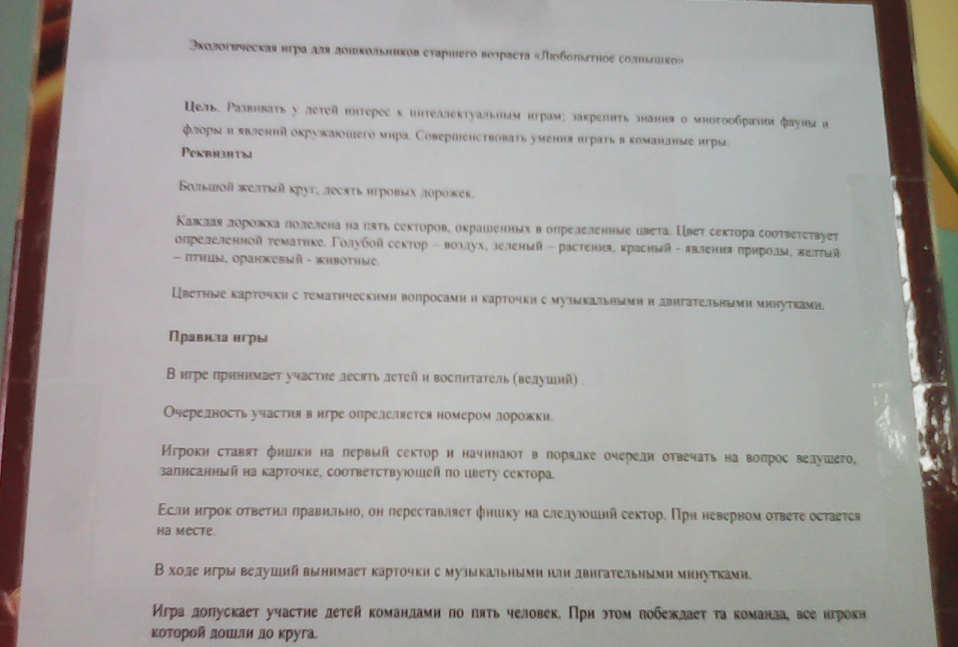 Экологическая игра для дошкольников старшего возраста «Любопытное солнышко»
Цель. Развивать у детей интерес к интеллектуальным играм; закрепить знания о многообразии фауны и
флоры и явлений окружающего мира. Совершенствовать умения играть в командные игры.
Реквизиты
Большой желтый круг, десять игровых дорожек.
Каждая дорожка поделена на пять секторов, окрашенных в определенные цвета. Цвет сектора соответствует
определенной тематике. Голубой сектор – воздух, зеленый – растения, красный - явления природы, желтый
– птицы, оранжевый - животные.
Цветные карточки с тематическими вопросами и карточки с музыкальными и двигательными минутками.
Правила игры
В игре принимает участие десять детей и воспитатель (ведущий) .
Очередность участия в игре определяется номером дорожки.
Игроки ставят фишки на первый сектор и начинают в порядке очереди отвечать на вопрос ведущего,
записанный на карточке, соответствующей по цвету сектора.
Если игрок ответил правильно, он переставляет фишку на следующий сектор. При неверном ответе остается
на месте.
В ходе игры ведущий вынимает карточки с музыкальными или двигательными минутками.
Игра допускает участие детей командами по пять человек. При этом побеждает та команда, все игроки
которой дошли до круга.